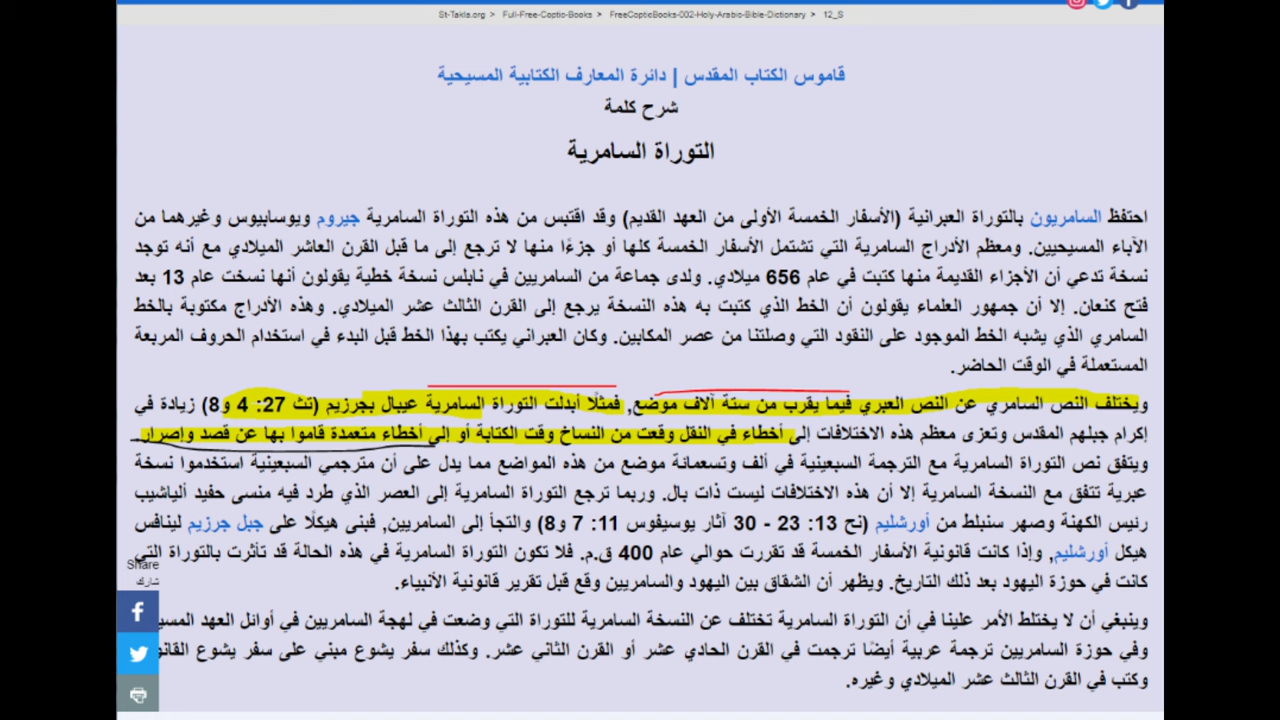 St-Takla.org > Full-Free-Coptic-Books > FreeCopticBooks-002-Holy-Arabic-Bible-Dictionary > 12_S
قاموس الكتاب المقدس | دائرة المعارف الكتابية المسيحية
شرح كلمة
التوراة السامرية
احتفظ السامريون بالتوراة العبرانية (الأسفار الخمسة الأولى من العهد القديم) وقد اقتبس من هذه التوراة السامرية جيروم ويوسابيوس وغيرهما من
الآباء المسيحيين. ومعظم الأدراج السامرية التي تشتمل الأسفار الخمسة كلها أو جزءًا منها لا ترجع إلى ما قبل القرن العاشر الميلادي مع أنه توجد
نسخة تدعي أن الأجزاء القديمة منها كتبت في عام 656 ميلادي. ولدى جماعة من السامريين في نابلس نسخة خطية يقولون أنها نسخت عام 13 بعد
فتح كنعان. إلا أن جمهور العلماء يقولون أن الخط الذي كتبت به هذه النسخة يرجع إلى القرن الثالث عشر الميلادي. وهذه الأدراج مكتوبة بالخط
السامري الذي يشبه الخط الموجود على النقود التي وصلتنا من عصر المكابين. وكان العبراني يكتب بهذا الخط قبل البدء في استخدام الحروف المربعة
المستعملة في الوقت الحاضر.
ويختلف النص السامري عن النص العبري فيما يقرب من ستة آلاف موضع, فمثلًا أبدلت التوراة السامرية عيبال بجرزيم (تث 27: 4 و8) زيادة في
إكرام جبلهم المقدس وتعزى معظم هذه الاختلافات إلى أخطاء في النقل وقعت من النساخ وقت الكتابة أو إلى أخطاء متعمدة قاموا بها عن قصد وإصرار.
ويتفق نص التوراة السامرية مع الترجمة السبعينية في ألف وتسعمائة موضع من هذه المواضع مما يدل على أن مترجمي السبعينية استخدموا نسخة
عبرية تتفق مع النسخة السامرية إلا أن هذه الاختلافات ليست ذات بال. وربما ترجع التوراة السامرية إلى العصر الذي طرد فيه منسى حفيد ألياشيب
رئيس الكهنة وصهر سنبلط من أورشليم (نح 13: 23 - 30 آثار يوسيفوس 11: 7 و8) والتجأ إلى السامريين, فبنى هيكلًا على جبل جرزيم لينافس
هيكل أورشليم, وإذا كانت قانونية الأسفار الخمسة قد تقررت حوالي عام 400 ق.م. فلا تكون التوراة السامرية في هذه الحالة قد تأثرت بالتوراة التي
كانت في حوزة اليهود بعد ذلك التاريخ. ويظهر أن الشقاق بين اليهود والسامريين وقع قبل تقرير قانونية الأنبياء.
وينبغي أن لا يختلط الأمر علينا في أن التوراة السامرية تختلف عن النسخة السامرية للتوراة التي وضعت في لهجة السامريين في أوائل العهد
وفي حوزة السامريين ترجمة عربية أيضًا ترجمت في القرن الحادي عشر أو القرن الثاني عشر. وكذلك سفر يشوع مبني على سفر يشوع
وكتب في القرن الثالث عشر الميلادي وغيره.
Share
شارك